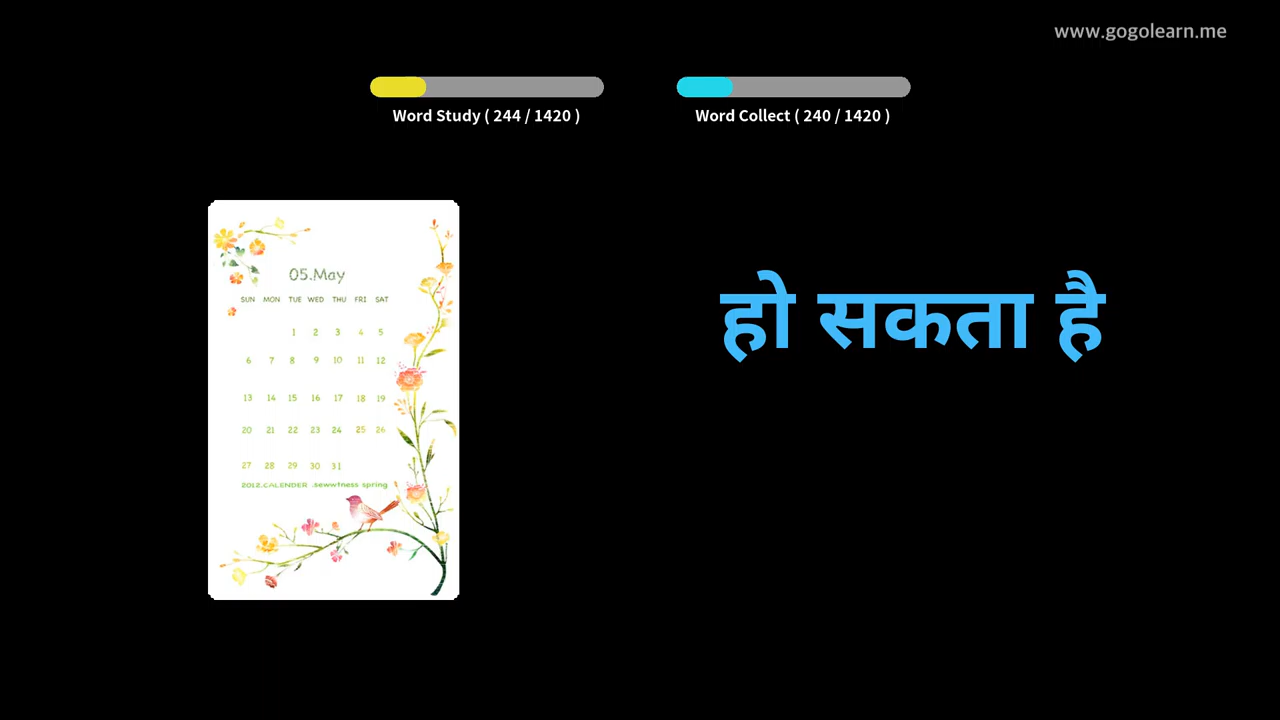 www.gogolearn.me
Word Study ( 244 / 1420 )
Word Collect ( 240 / 1420 )
05.May
SUN MON TUE WED THU FRI SAT
1 2 3 4 5
6 7 8 9 10 11 12
13 14 15 16 17 18 19
20 21 22 23 24 25 26
27 28 29 30 31
2012.CALENDER .sewwtness spring
हो सकता है